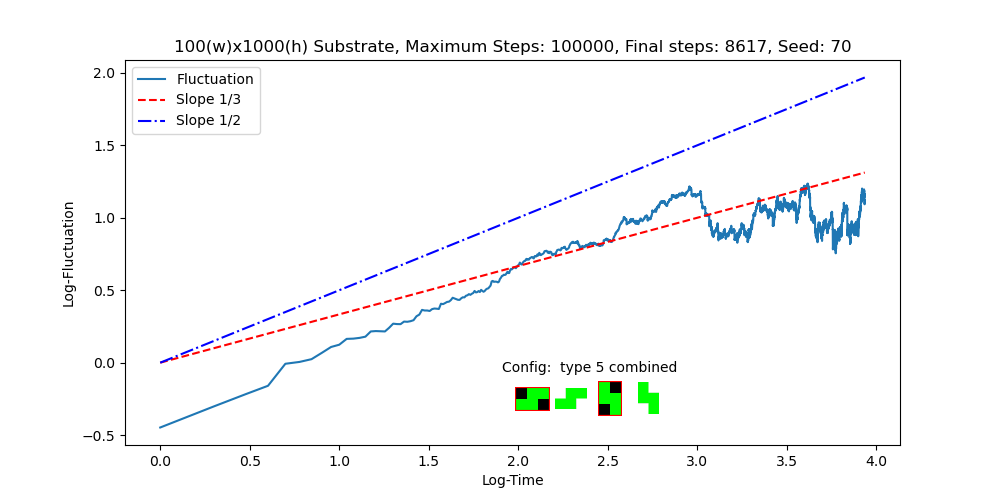 100(w)x1000(h) Substrate, Maximum Steps: 100000, Final steps: 8617, Seed: 70
Fluctuation
Slope 1/3
Slope 1/2
2.0
1.5
1.0
0.5
0.0
−0.5
Log-Fluctuation
Config:  type 5 combined
0.0 0.5 1.0 1.5 2.0 2.5 3.0 3.5 4.0
Log-Time